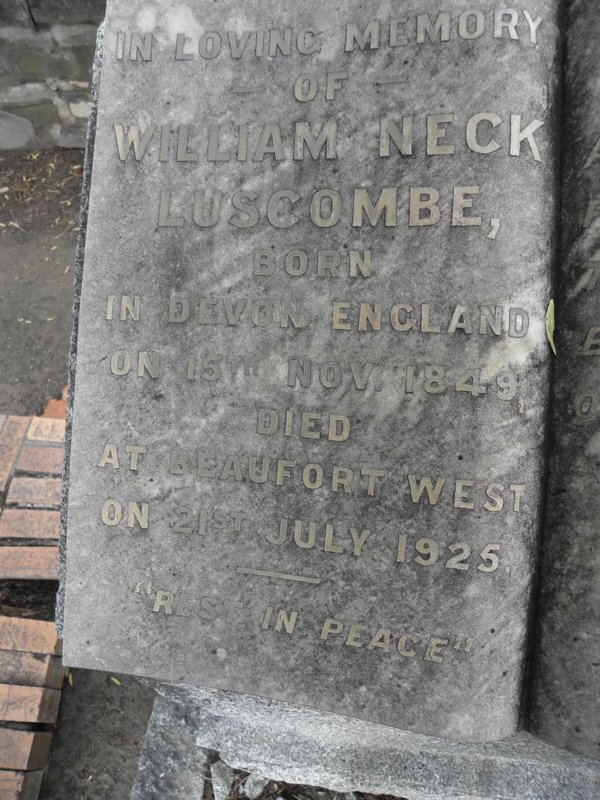 IN LOVING MEMORY
— OF —
WILLIAM NECK
LUSCOMBE,
BORN
IN DEVON ENGLAND
ON 15TH NOV. 1849,
DIED
AT BEAUFORT WEST
ON 21ST JULY 1925.
"REST IN PEACE".